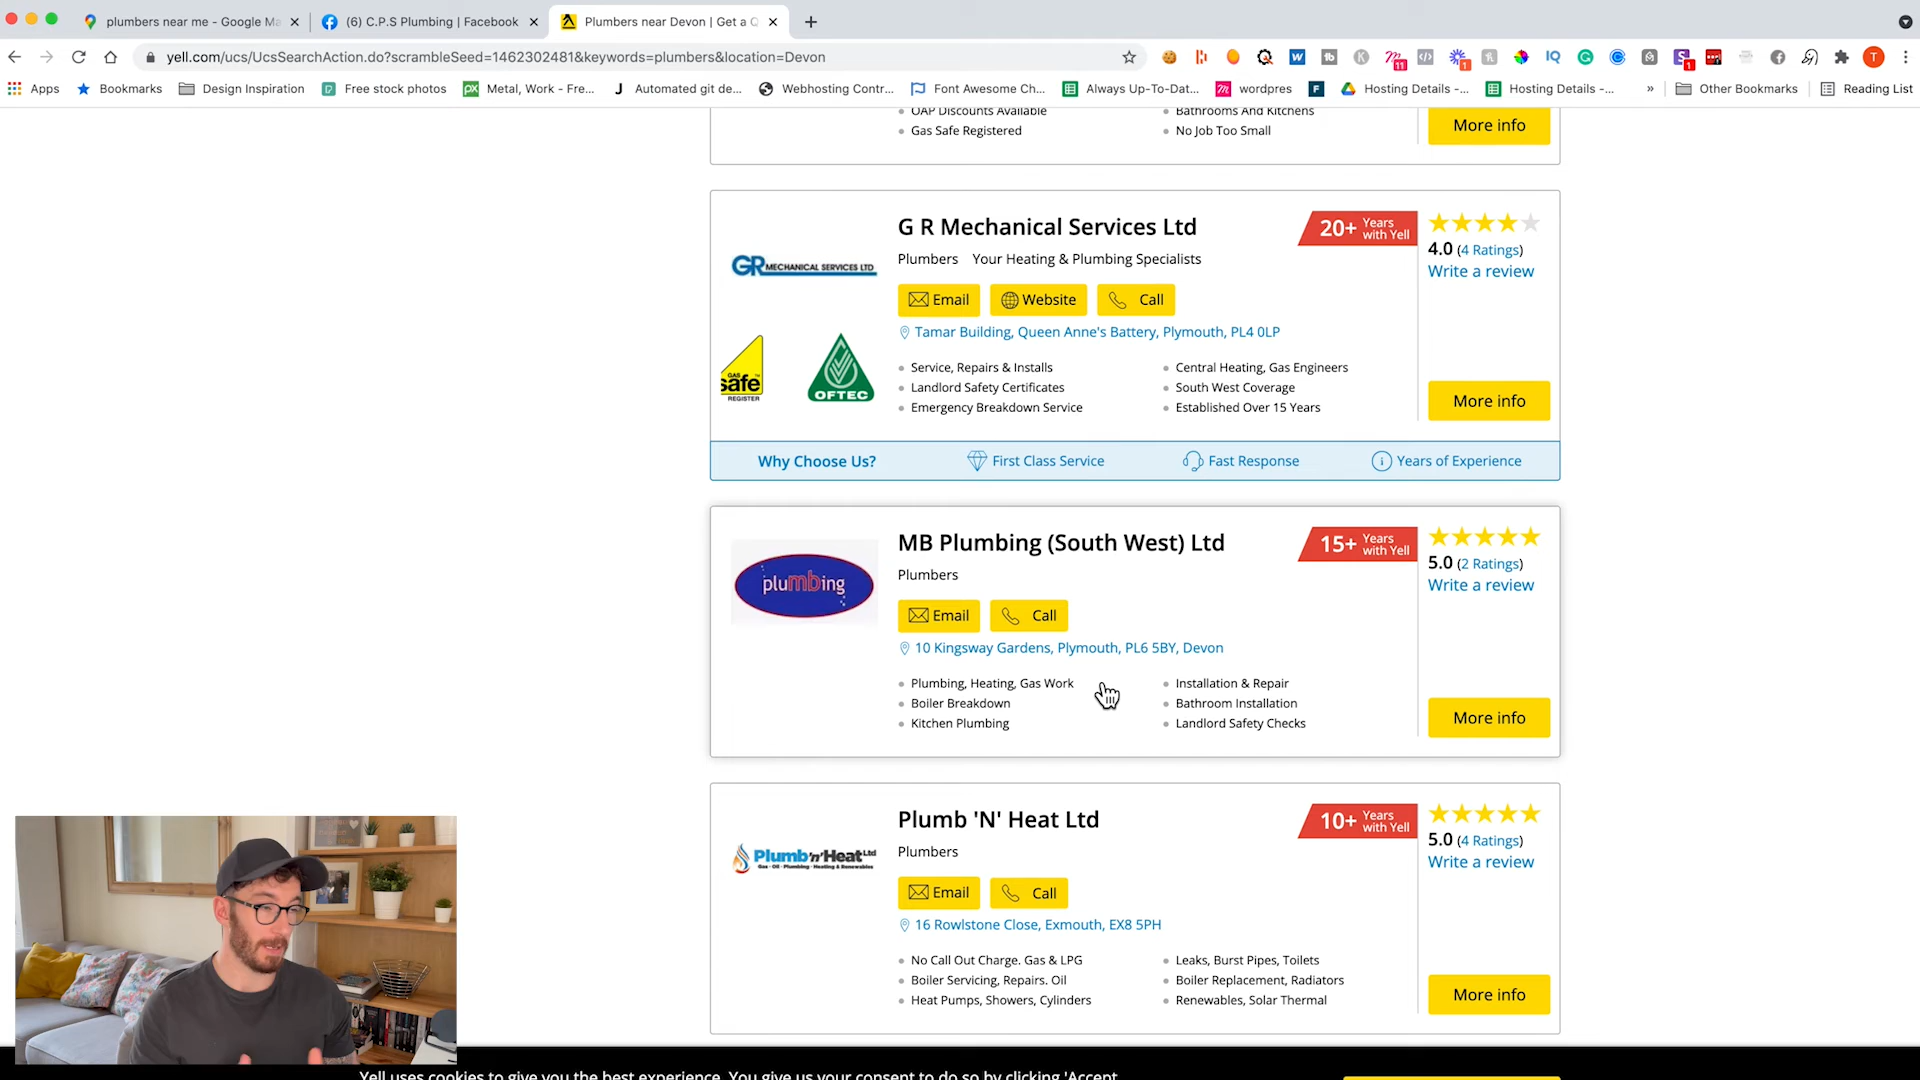 plumbers near me - Google Ma
(6) C.P.S Plumbing | Facebook
Plumbers near Devon | Get a Q
yell.com/ucs/UcsSearchAction.do?scrambleSeed=1462302481&keywords=plumbers&location=Devon
Apps
Bookmarks
Design Inspiration
Free stock photos
Metal, Work - Fre...
Automated git de...
Webhosting Contr...
Font Awesome Ch...
Always Up-To-Dat...
wordpres
Hosting Details -...
Hosting Details -...
»
Other Bookmarks
Reading List
OAP Discounts Available
Gas Safe Registered
Bathrooms And Kitchens
No Job Too Small
More info
GR MECHANICAL SERVICES LTD
GAS safe REGISTER
OFTEC
G R Mechanical Services Ltd
Plumbers Your Heating & Plumbing Specialists
Email
Website
Call
Tamar Building, Queen Anne's Battery, Plymouth, PL4 0LP
Service, Repairs & Installs
Landlord Safety Certificates
Emergency Breakdown Service
Central Heating, Gas Engineers
South West Coverage
Established Over 15 Years
20+ Years with Yell
4.0 (4 Ratings)
Write a review
More info
Why Choose Us?
First Class Service
Fast Response
Years of Experience
plumbing
MB Plumbing (South West) Ltd
Plumbers
Email
Call
10 Kingsway Gardens, Plymouth, PL6 5BY, Devon
Plumbing, Heating, Gas Work
Boiler Breakdown
Kitchen Plumbing
Installation & Repair
Bathroom Installation
Landlord Safety Checks
15+ Years with Yell
5.0 (2 Ratings)
Write a review
More info
Plumb'n'Heat Ltd
Gas - Oil - Plumbing - Heating & Renewables
Plumb 'N' Heat Ltd
Plumbers
Email
Call
16 Rowlstone Close, Exmouth, EX8 5PH
No Call Out Charge. Gas & LPG
Boiler Servicing, Repairs. Oil
Heat Pumps, Showers, Cylinders
Leaks, Burst Pipes, Toilets
Boiler Replacement, Radiators
Renewables, Solar Thermal
10+ Years with Yell
5.0 (4 Ratings)
Write a review
More info
Yell uses cookies to give you the best experience. You give us your consent to do so by clicking 'Accept